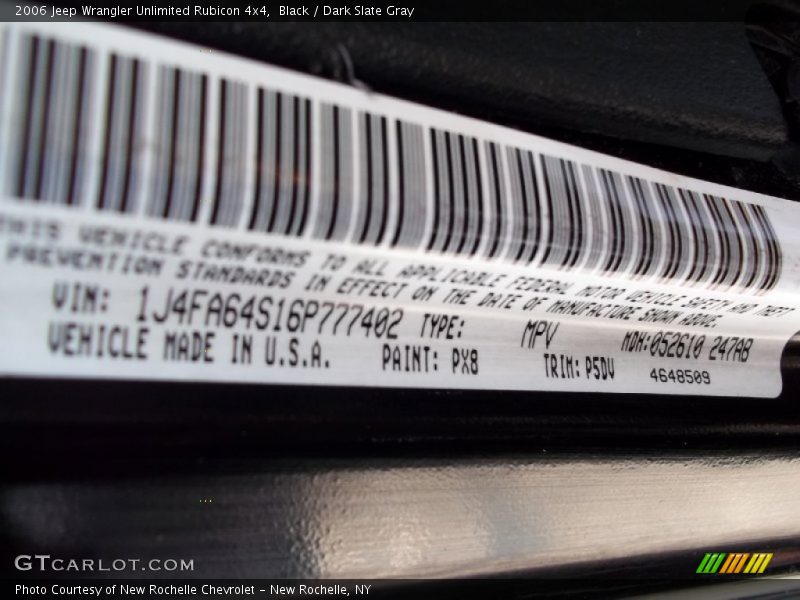 2006 Jeep Wrangler Unlimited Rubicon 4x4, Black / Dark Slate Gray
THIS VEHICLE CONFORMS TO ALL APPLICABLE FEDERAL MOTOR VEHICLE SAFETY AND THEFT
PREVENTION STANDARDS IN EFFECT ON THE DATE OF MANUFACTURE SHOWN ABOVE.
VIN: 1J4FA64S16P777402 TYPE: MPV MDH:052610 247AB
VEHICLE MADE IN U.S.A. PAINT: PX8 TRIM: P5DV 4648509
GTCARLOT.COM
Photo Courtesy of New Rochelle Chevrolet - New Rochelle, NY